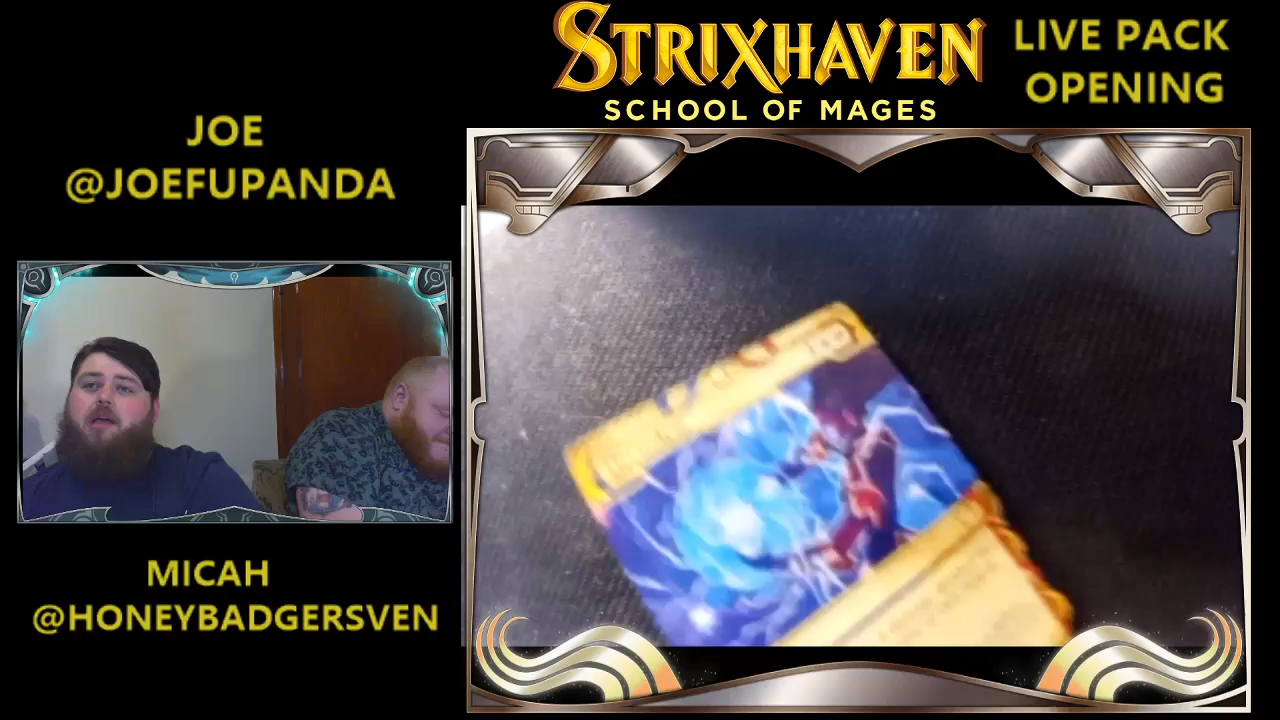 STRIXHAVEN
SCHOOL OF MAGES
LIVE PACK
OPENING
JOE
@JOEFUPANDA
MICAH
@HONEYBADGERSVEN